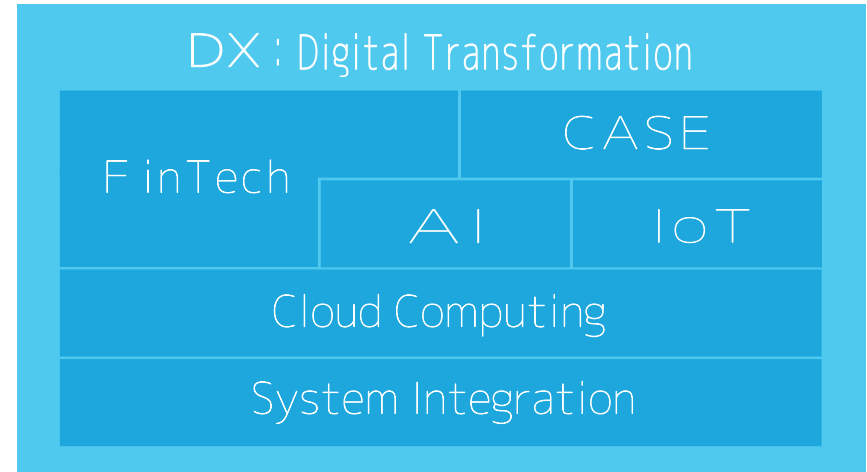 DX：Digital Transformation
CASE
FinTech
AI
IoT
Cloud Computing
System Integration